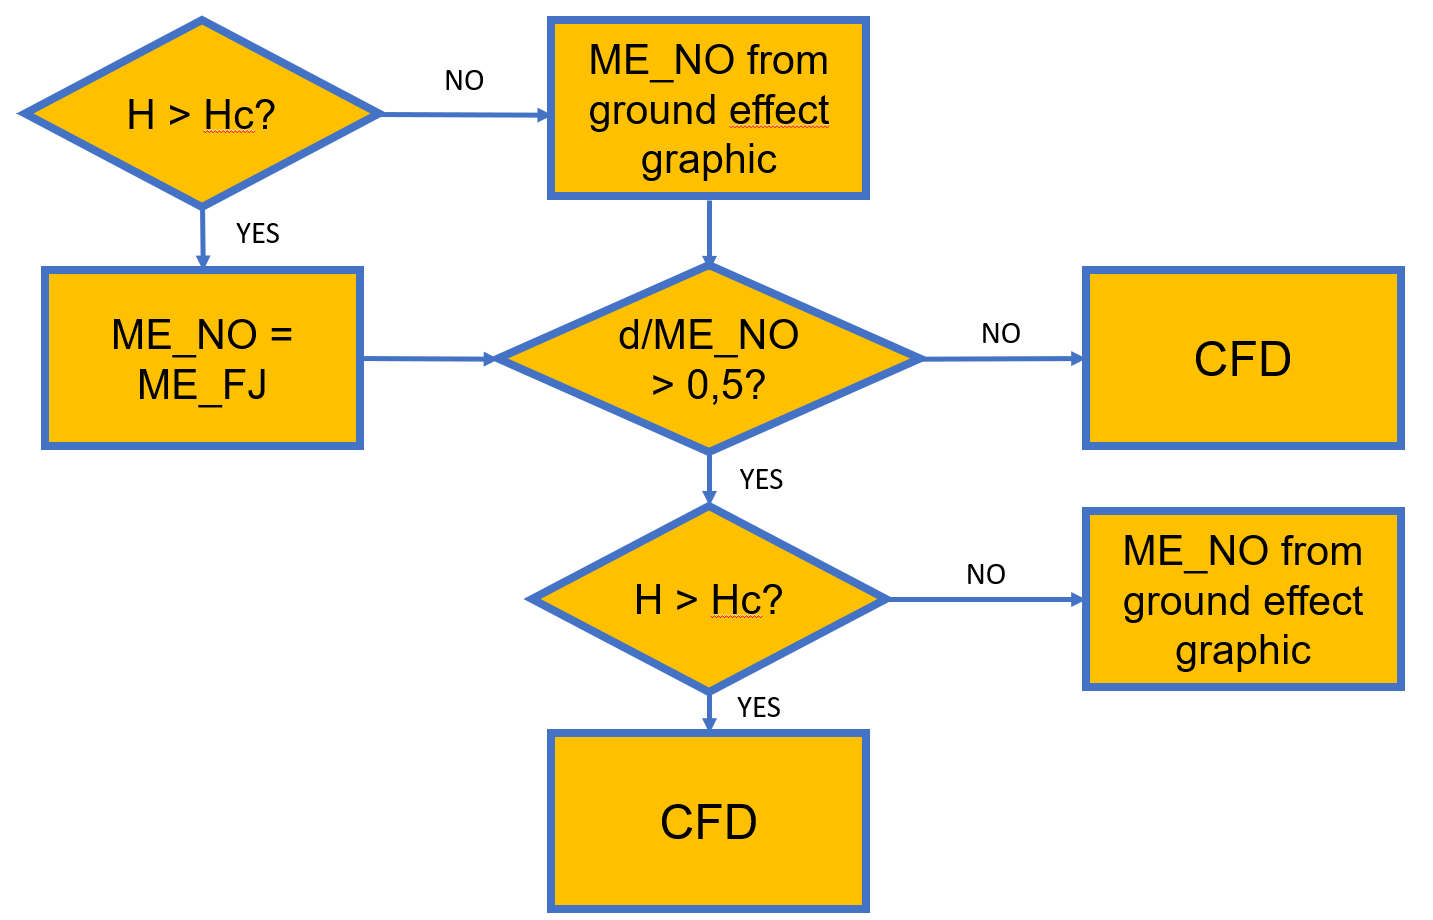 H > Hc?
NO
ME_NO from
ground effect
graphic
YES
ME_NO =
ME_FJ
d/ME_NO
> 0,5?
NO
CFD
YES
H > Hc?
NO
ME_NO from
ground effect
graphic
YES
CFD